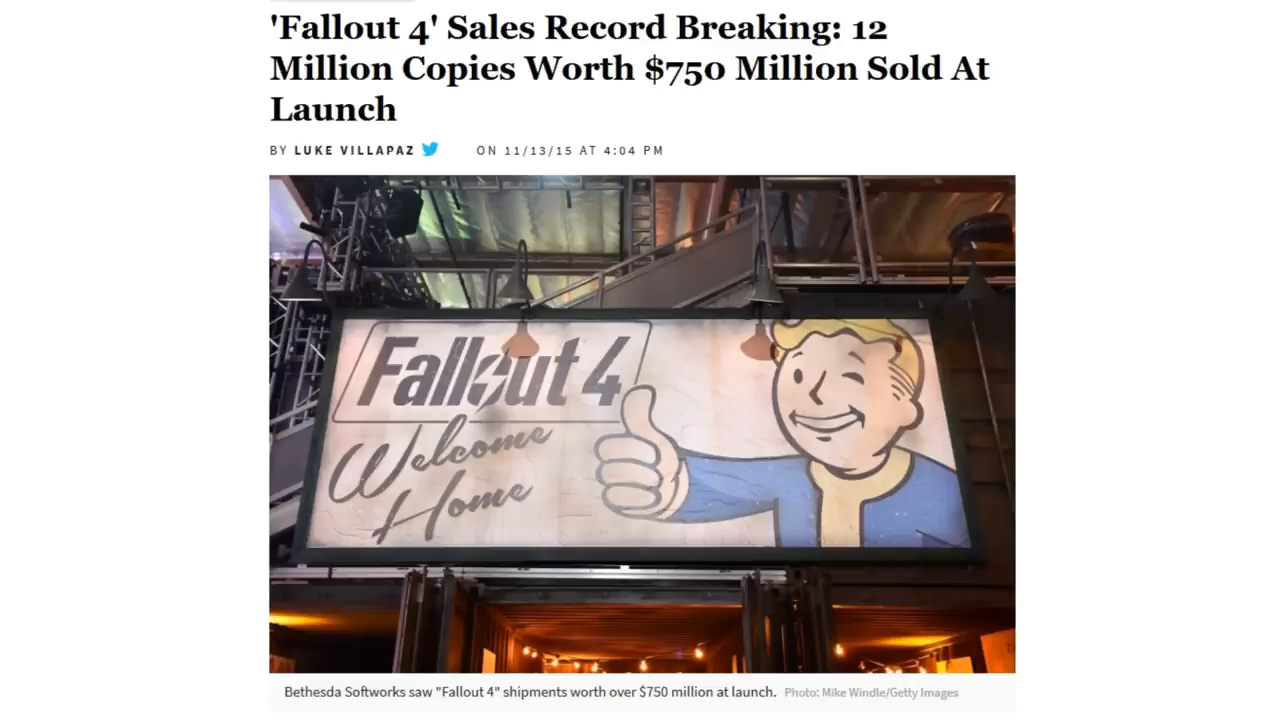 'Fallout 4' Sales Record Breaking: 12
Million Copies Worth $750 Million Sold At
Launch
BY LUKE VILLAPAZ ON 11/13/15 AT 4:04 PM
Fallout 4
Welcome
Home
Bethesda Softworks saw "Fallout 4" shipments worth over $750 million at launch. Photo: Mike Windle/Getty Images